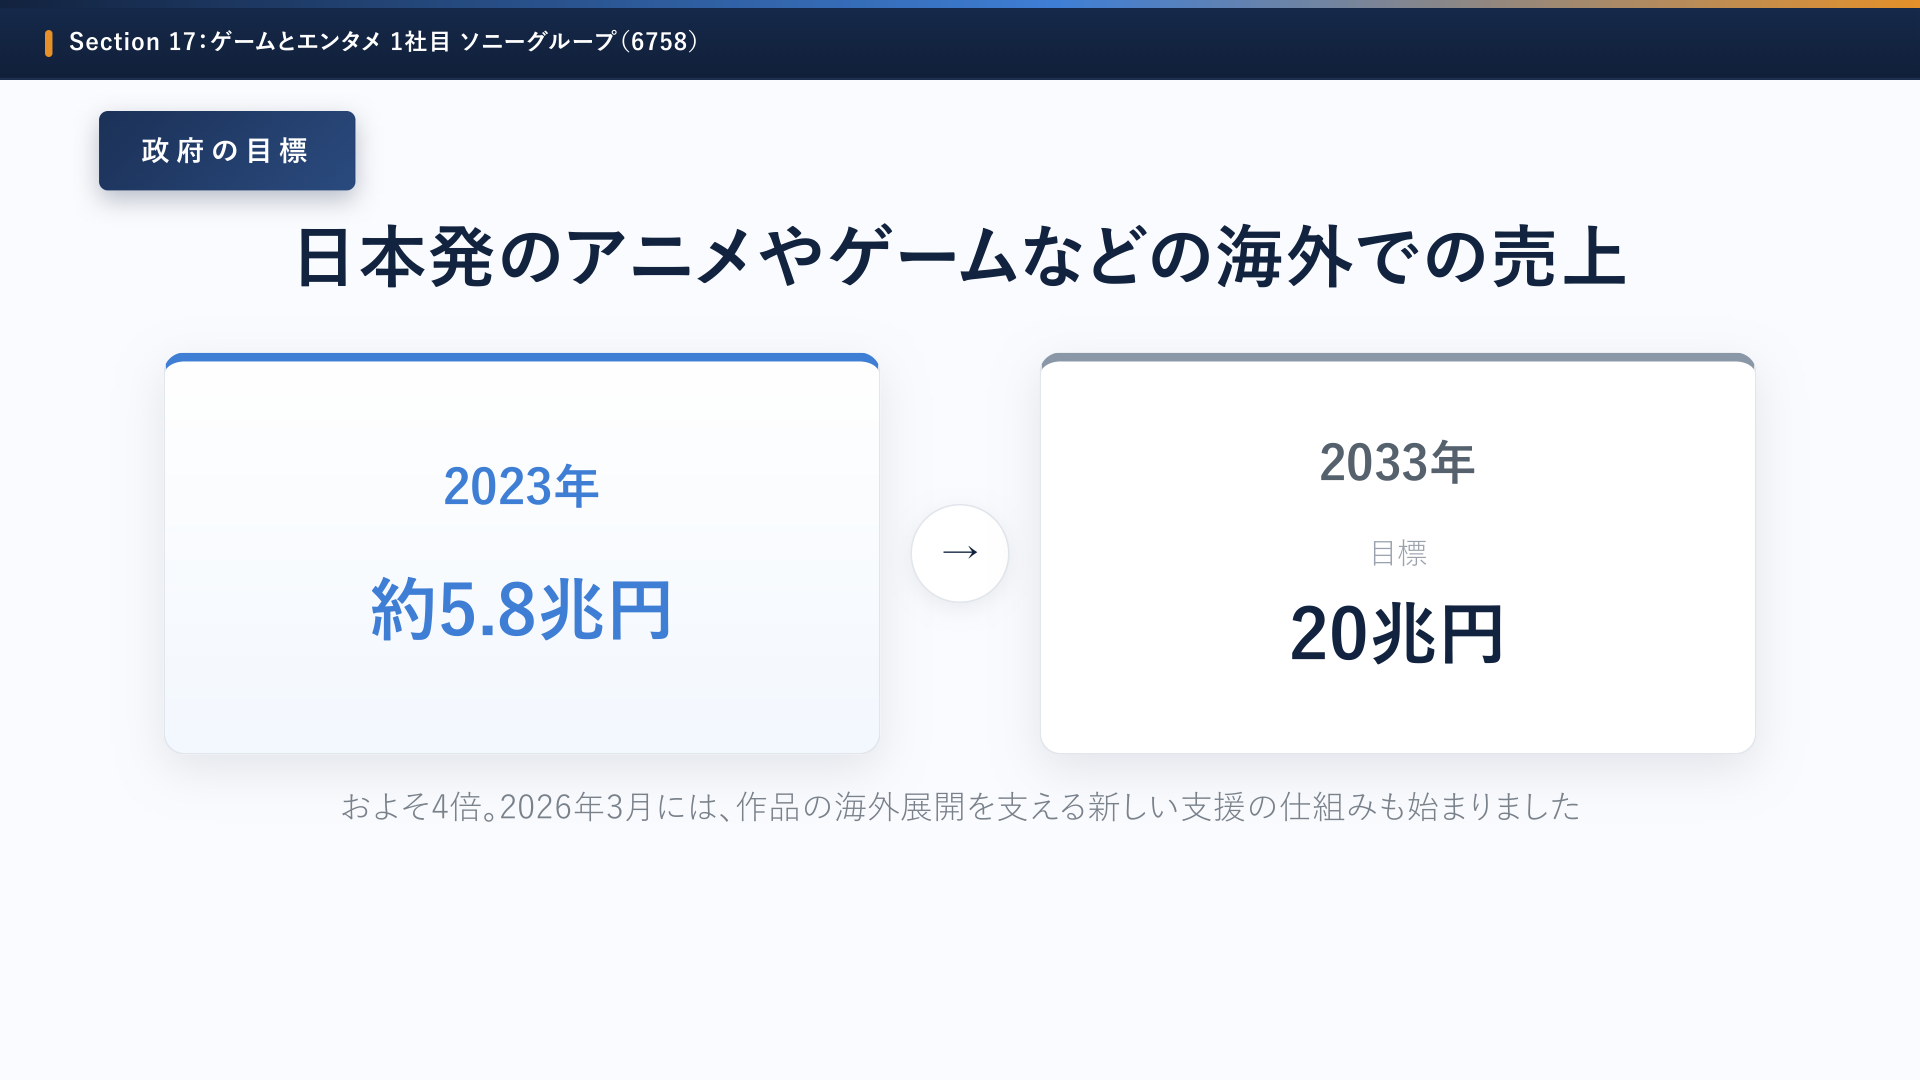 Section 17：ゲームとエンタメ 1社目 ソニーグループ（6758）
政府の目標
日本発のアニメやゲームなどの海外での売上
2023年
約5.8兆円
→
2033年
目標
20兆円
およそ4倍。2026年3月には、作品の海外展開を支える新しい支援の仕組みも始まりました